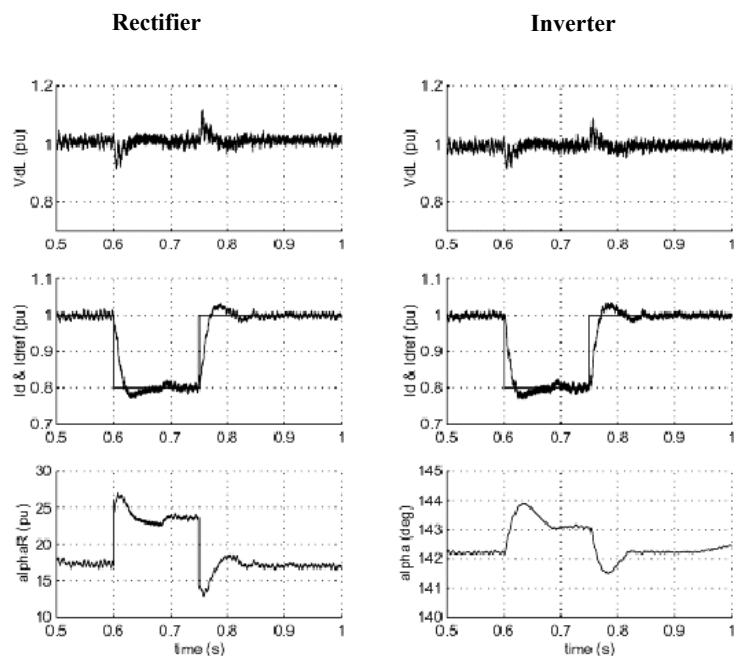 Rectifier
Inverter
1.2
1
0.8
VdL (pu)
0.5 0.6 0.7 0.8 0.9 1
1.2
1
0.8
VdL (pu)
0.5 0.6 0.7 0.8 0.9 1
1.1
1
0.9
0.8
0.7
Id & Idref (pu)
0.5 0.6 0.7 0.8 0.9 1
1.1
1
0.9
0.8
0.7
Id & Idref (pu)
0.5 0.6 0.7 0.8 0.9 1
30
25
20
15
10
alphaR (pu)
0.5 0.6 0.7 0.8 0.9 1
time (s)
145
144
143
142
141
140
alpha (deg)
0.5 0.6 0.7 0.8 0.9 1
time (s)